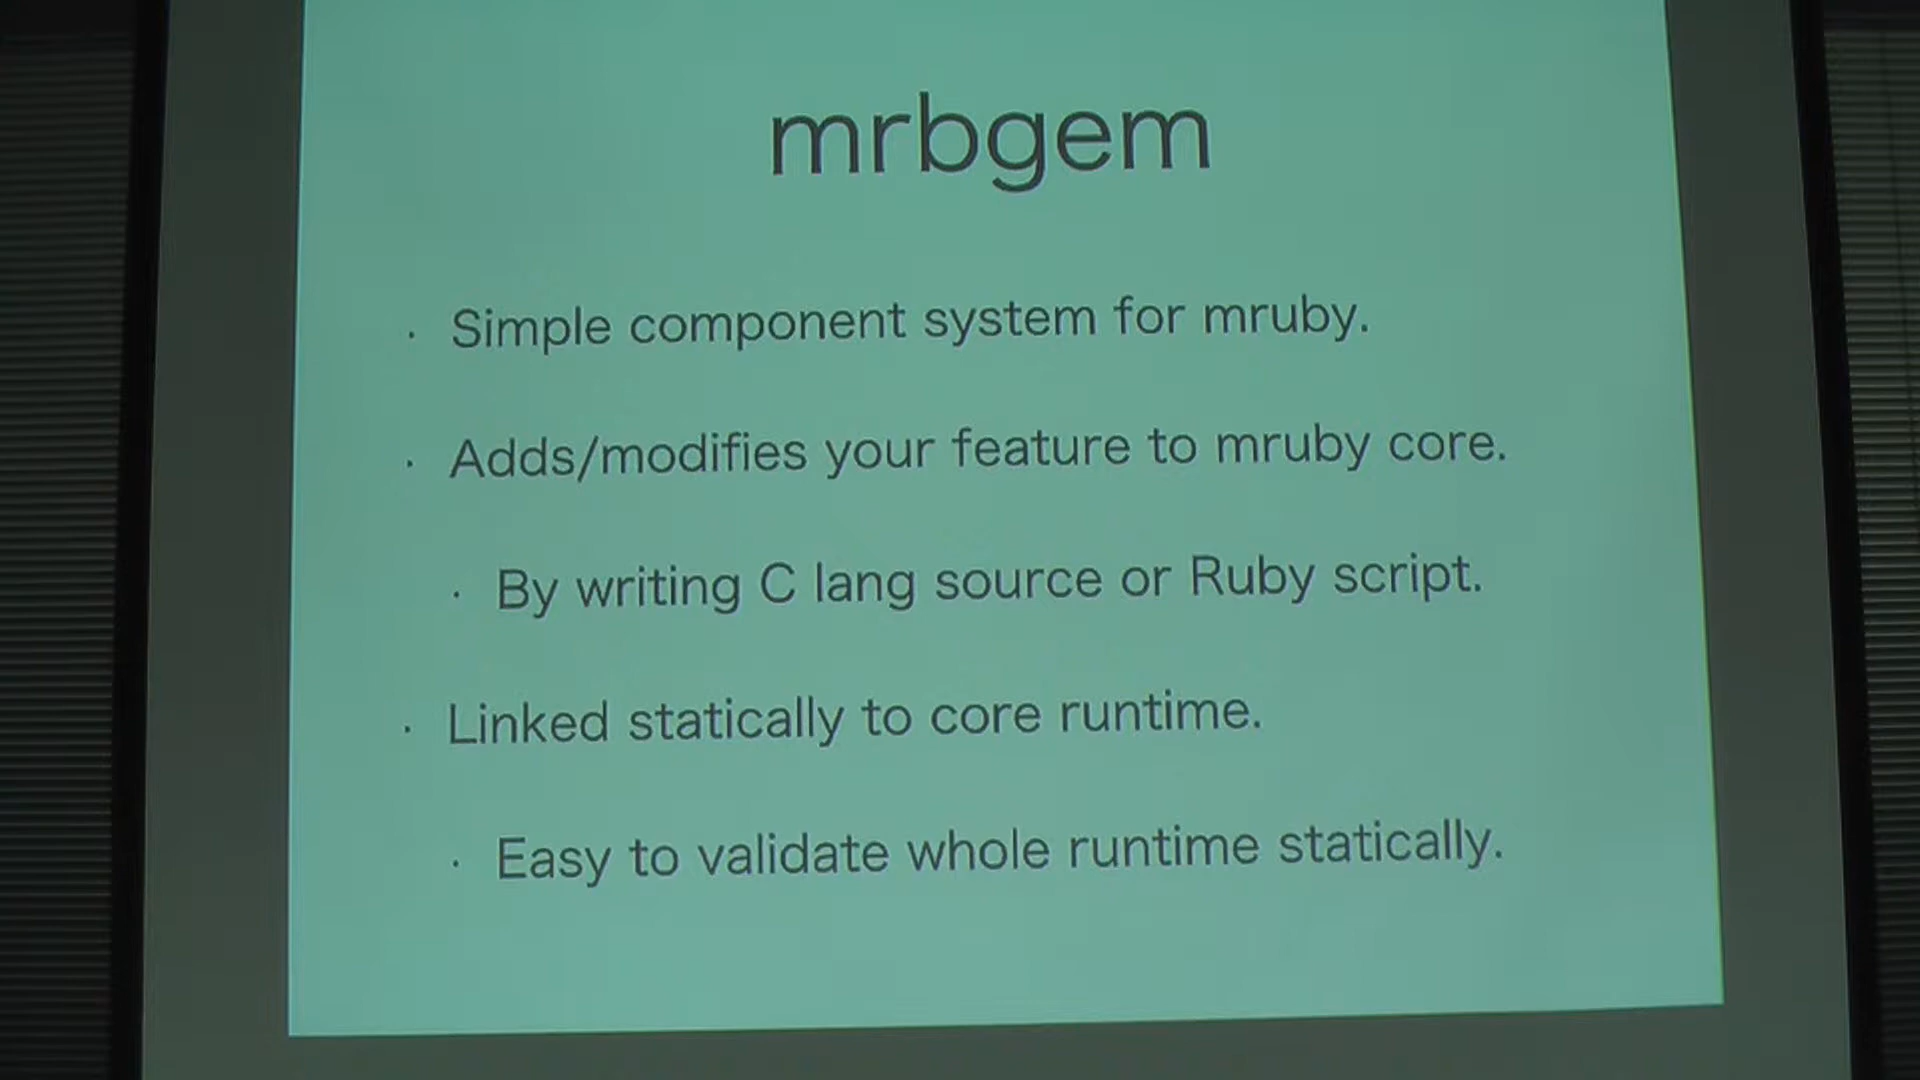 mrbgem
· Simple component system for mruby.
· Adds/modifies your feature to mruby core.
· By writing C lang source or Ruby script.
· Linked statically to core runtime.
· Easy to validate whole runtime statically.